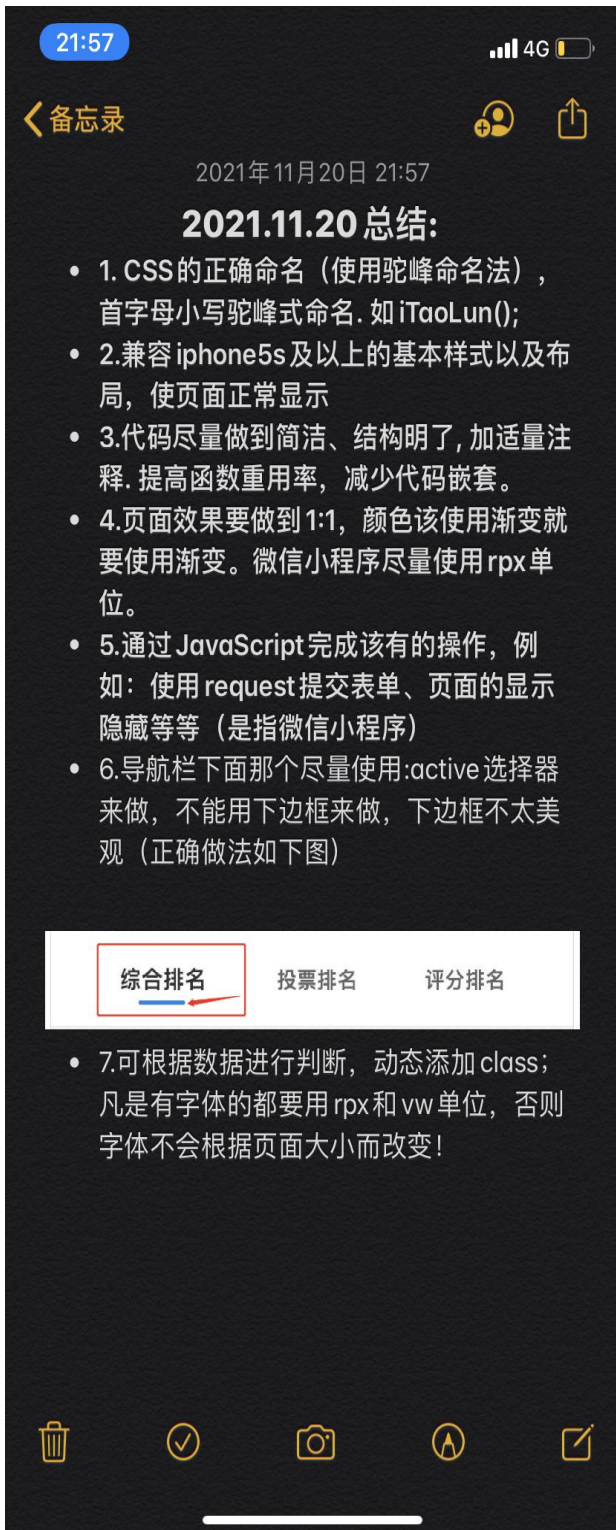 21:57
4G
备忘录
2021年11月20日 21:57
2021.11.20总结:
• 1. CSS的正确命名（使用驼峰命名法）,
首字母小写驼峰式命名. 如 iTaoLun();
• 2.兼容iphone5s及以上的基本样式以及布
局，使页面正常显示
• 3.代码尽量做到简洁、结构明了, 加适量注
释. 提高函数重用率，减少代码嵌套。
• 4.页面效果要做到1:1，颜色该使用渐变就
要使用渐变。微信小程序尽量使用rpx单
位。
• 5.通过JavaScript完成该有的操作，例
如：使用request提交表单、页面的显示
隐藏等等（是指微信小程序）
• 6.导航栏下面那个尽量使用:active选择器
来做，不能用下边框来做，下边框不太美
观（正确做法如下图）
综合排名 投票排名 评分排名
• 7.可根据数据进行判断，动态添加class；
凡是有字体的都要用rpx和vw单位，否则
字体不会根据页面大小而改变！